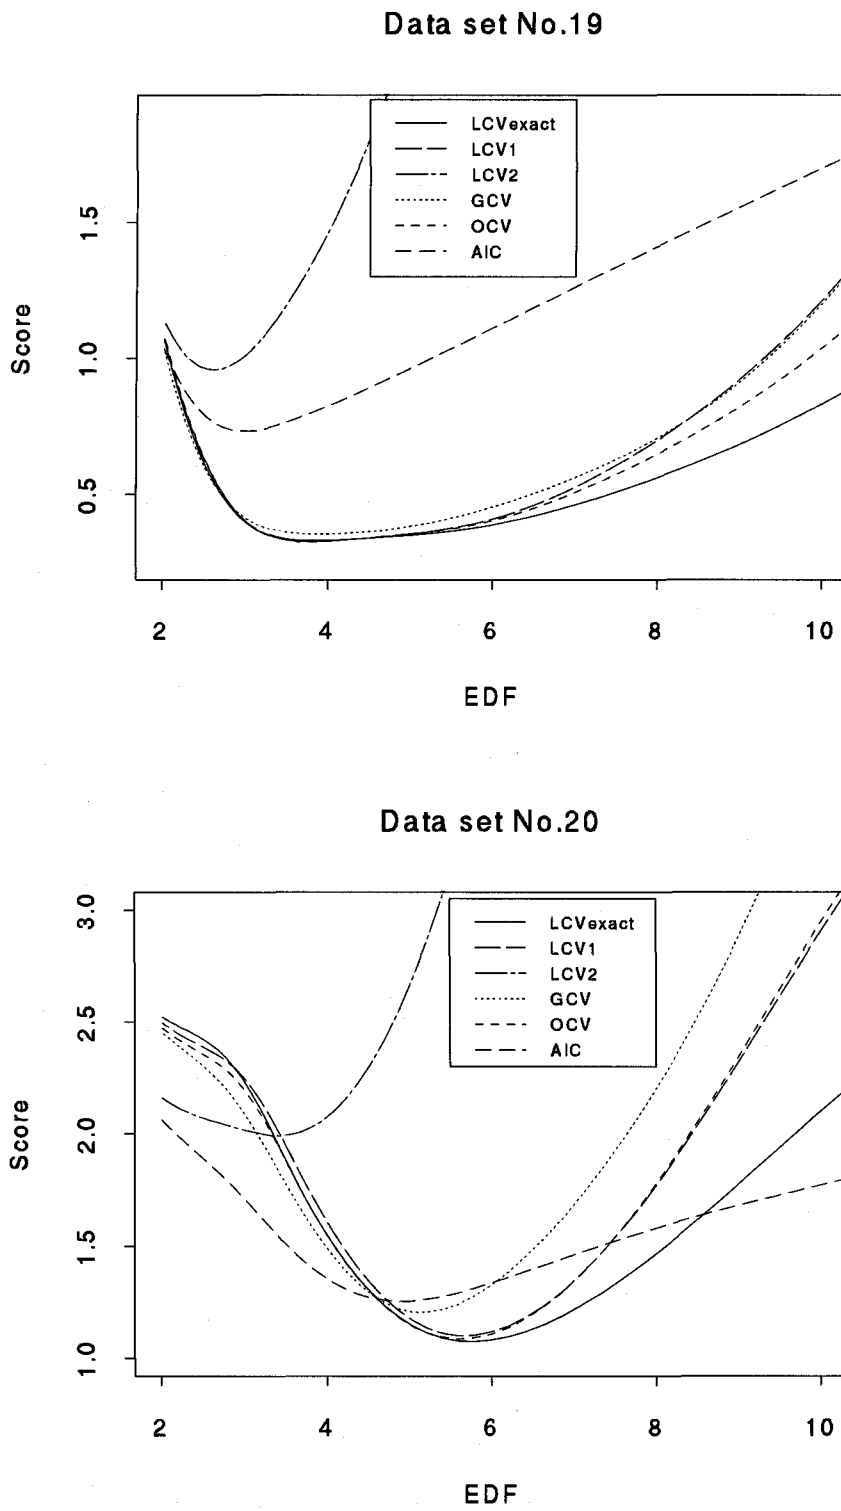 Data set No.19
LCVexact
LCV1
LCV2
GCV
OCV
AIC
1.5
1.0
0.5
Score
2 4 6 8 10
EDF
Data set No.20
LCVexact
LCV1
LCV2
GCV
OCV
AIC
3.0
2.5
2.0
1.5
1.0
Score
2 4 6 8 10
EDF